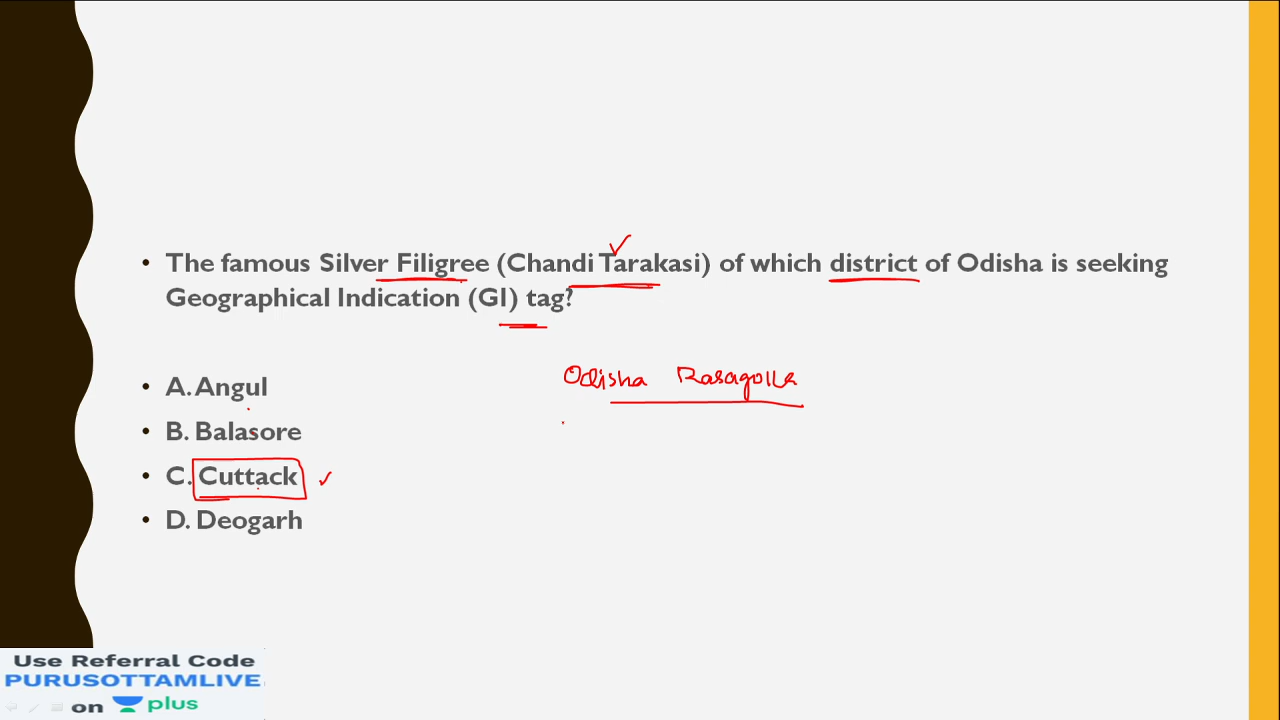 • The famous Silver Filigree (Chandi Tarakasi) of which district of Odisha is seeking
Geographical Indication (GI) tag?
• A. Angul
Odisha Rasagolla
• B. Balasore
• C. Cuttack
• D. Deogarh
Use Referral Code
PURUSOTTAMLIVE
on plus